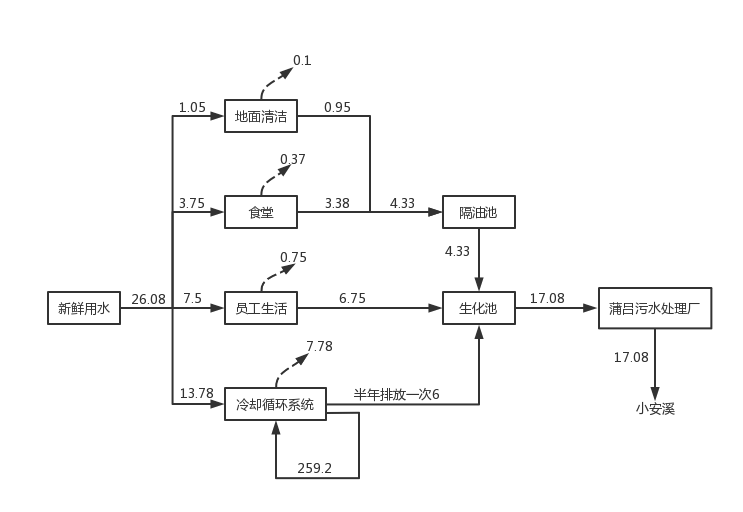 0.1
1.05
地面清洁
0.95
0.37
3.75
食堂
3.38
4.33
隔油池
0.75
4.33
新鲜用水
26.08
7.5
员工生活
6.75
生化池
17.08
蒲吕污水处理厂
7.78
17.08
13.78
冷却循环系统
半年排放一次6
小安溪
259.2